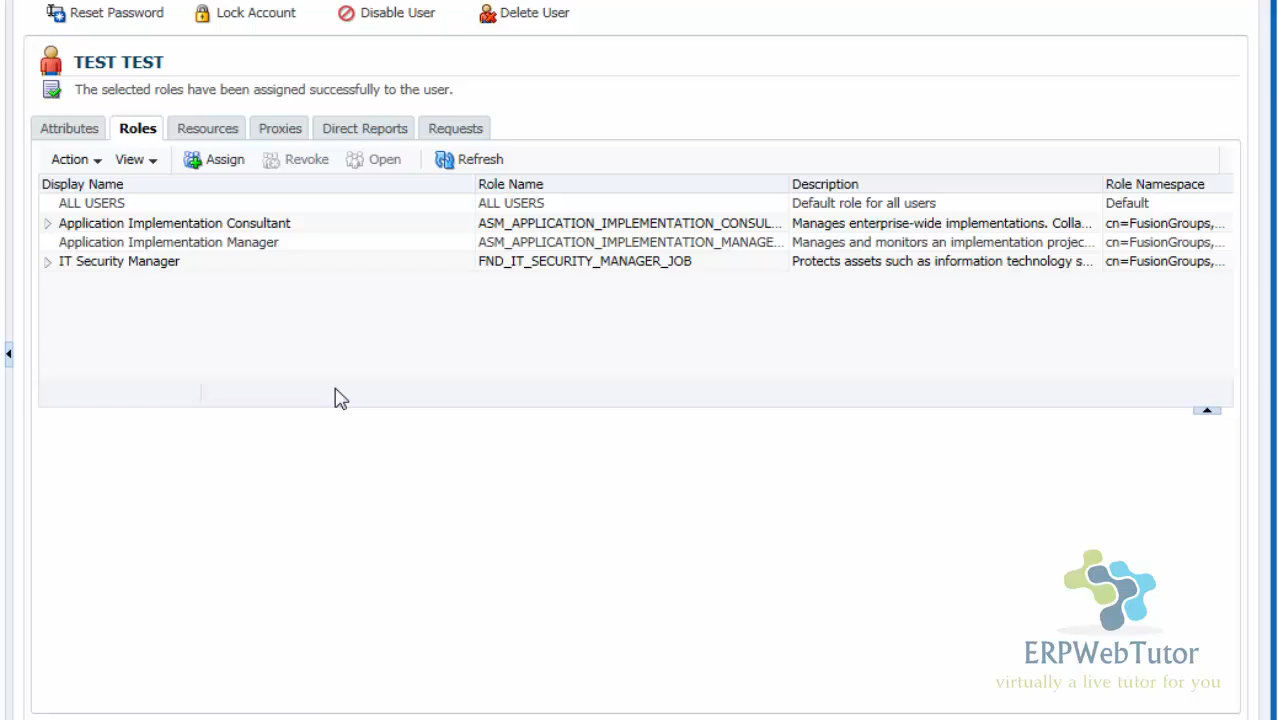 Reset Password Lock Account Disable User Delete User
TEST TEST
The selected roles have been assigned successfully to the user.
Attributes Roles Resources Proxies Direct Reports Requests
Action View Assign Revoke Open Refresh
Display Name Role Name Description Role Namespace
ALL USERS ALL USERS Default role for all users Default
Application Implementation Consultant ASM_APPLICATION_IMPLEMENTATION_CONSUL... Manages enterprise-wide implementations. Colla... cn=FusionGroups,...
Application Implementation Manager ASM_APPLICATION_IMPLEMENTATION_MANAGE... Manages and monitors an implementation projec... cn=FusionGroups,...
IT Security Manager FND_IT_SECURITY_MANAGER_JOB Protects assets such as information technology s... cn=FusionGroups,...
ERPWebTutor
virtually a live tutor for you